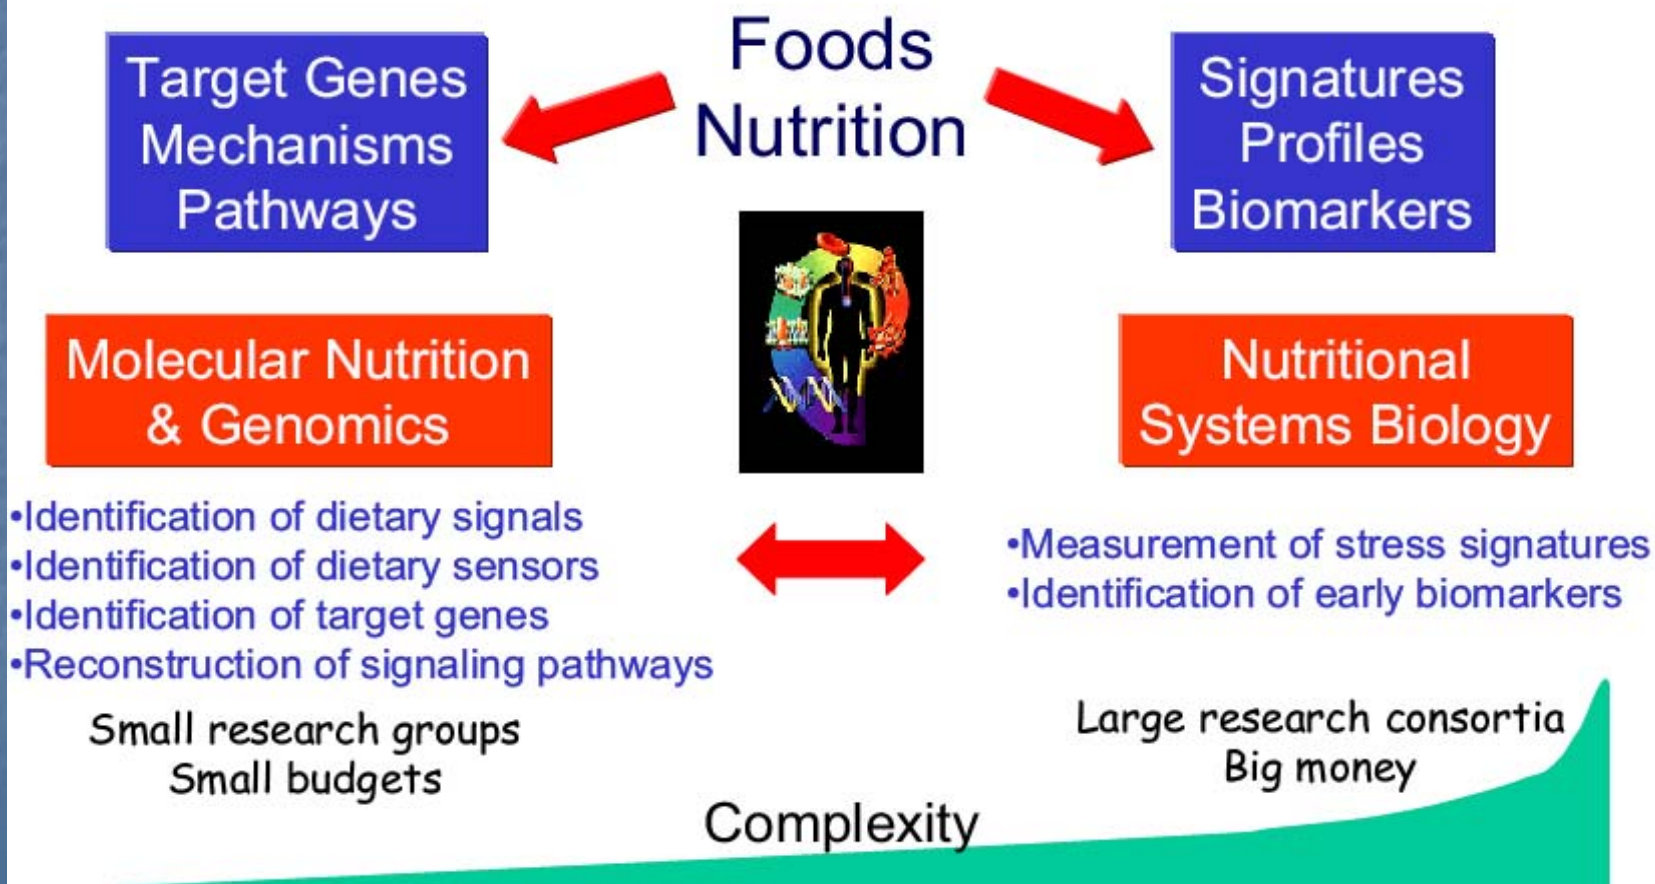 Foods
Nutrition
Target Genes
Mechanisms
Pathways
Signatures
Profiles
Biomarkers
Molecular Nutrition
& Genomics
Nutritional
Systems Biology
•Identification of dietary signals
•Identification of dietary sensors
•Identification of target genes
•Reconstruction of signaling pathways
•Measurement of stress signatures
•Identification of early biomarkers
Small research groups
Small budgets
Large research consortia
Big money
Complexity